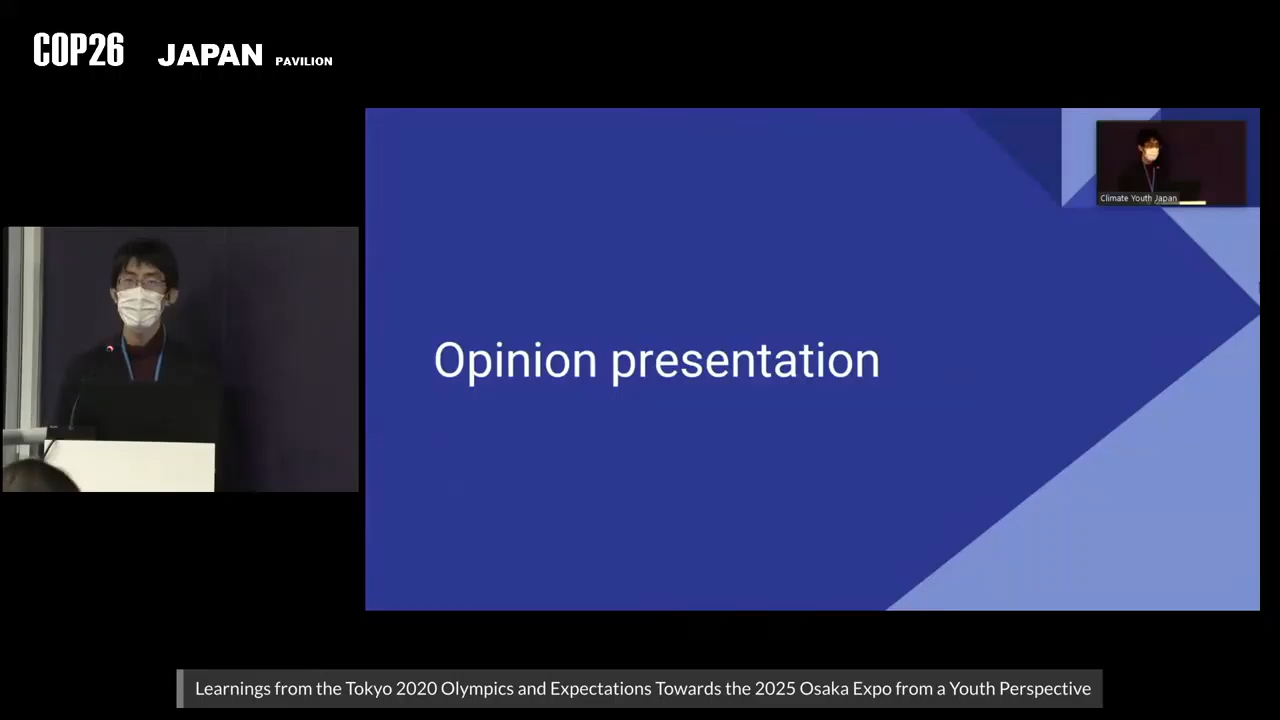 COP26 JAPAN PAVILION
Climate Youth Japan
Opinion presentation
Learnings from the Tokyo 2020 Olympics and Expectations Towards the 2025 Osaka Expo from a Youth Perspective